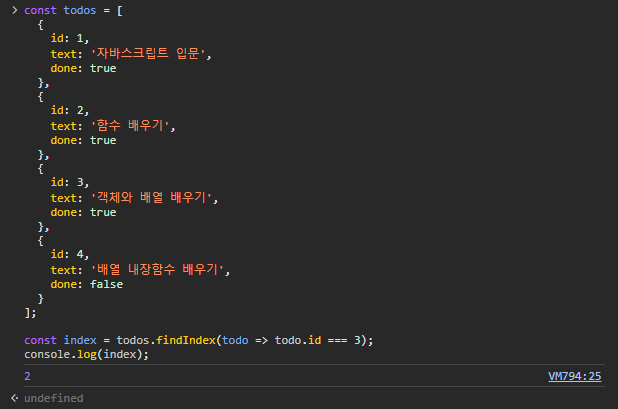 const todos = [
  {
    id: 1,
    text: '자바스크립트 입문',
    done: true
  },
  {
    id: 2,
    text: '함수 배우기',
    done: true
  },
  {
    id: 3,
    text: '객체와 배열 배우기',
    done: true
  },
  {
    id: 4,
    text: '배열 내장함수 배우기',
    done: false
  }
];

const index = todos.findIndex(todo => todo.id === 3);
console.log(index);
2 VM794:25
undefined